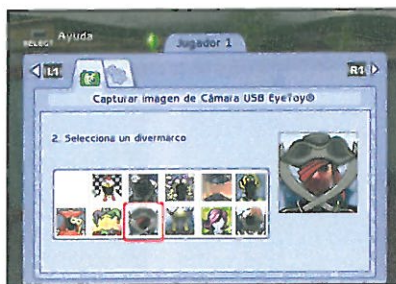 SELECT Ayuda
Jugador 1
L1
R1
Capturar imagen de Cámara USB EyeToy®
2. Selecciona un divermarco